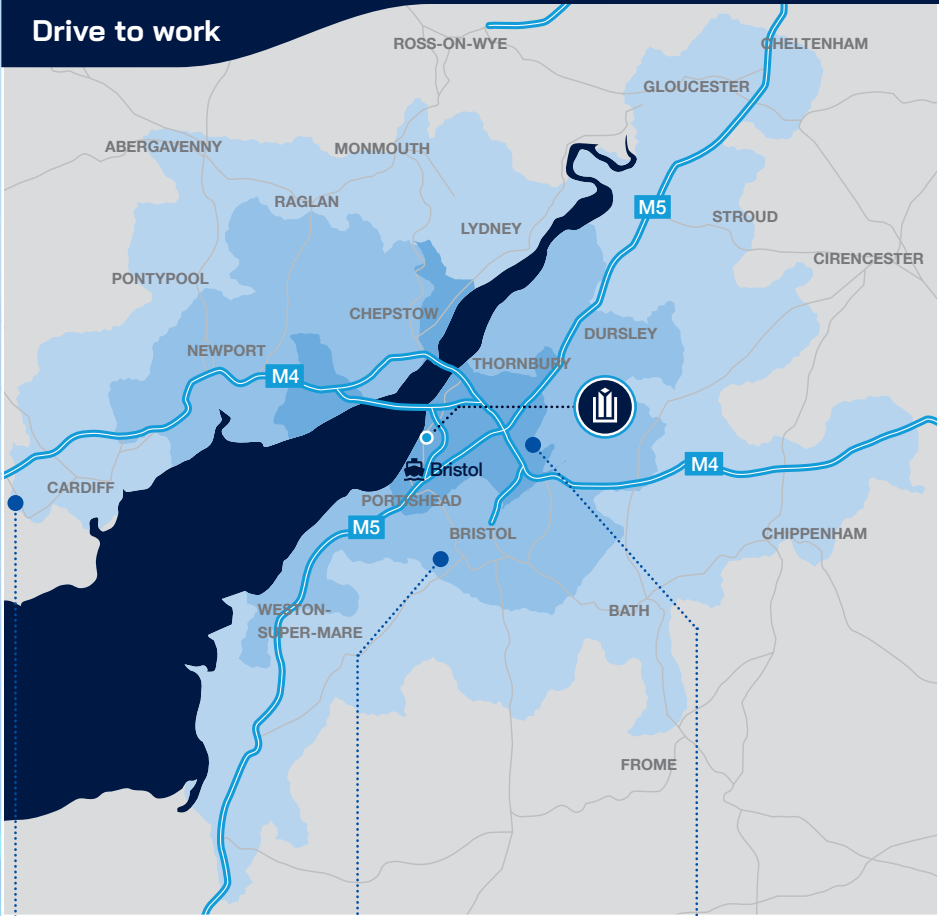 Drive to work
ROSS-ON-WYE
CHELTENHAM
GLOUCESTER
ABERGAVENNY
MONMOUTH
RAGLAN
M5
STROUD
LYDNEY
CIRENCESTER
PONTYPOOL
CHEPSTOW
DURSLEY
NEWPORT
THORNBURY
M4
M4
Bristol
CARDIFF
PORTISHEAD
M5
BRISTOL
CHIPPENHAM
WESTON-
SUPER-MARE
BATH
FROME